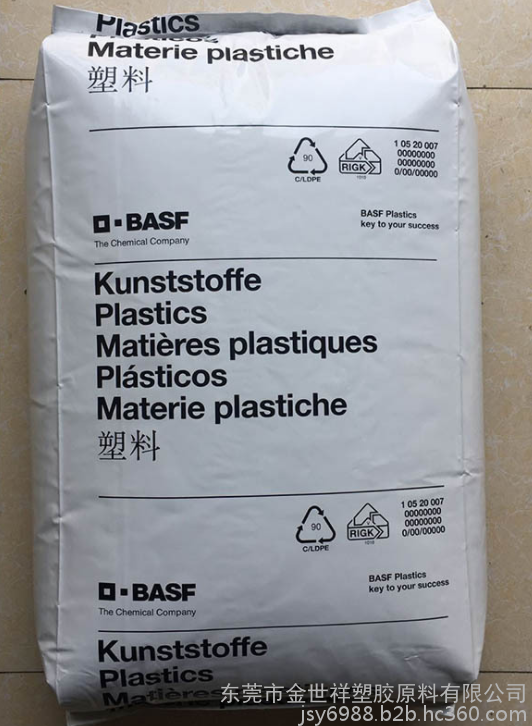 Plastics
Materie plastiche
塑料
90
C/LDPE
RIGK
1019
1 05 20 007
00000000
00000000
0/00/00000
BASF
The Chemical Company
BASF Plastics
key to your success
Kunststoffe
Plastics
Matières plastiques
Plásticos
Materie plastiche
塑料
90
C/LDPE
RIGK
1019
1 05 20 007
00000000
00000000
0/00/00000
BASF
The Chemical Company
BASF Plastics
key to your success
Kunststoffe
Plastics
Matières
东莞市金世祥塑胶原料有限公司
jsy6988.b2b.hc360.com